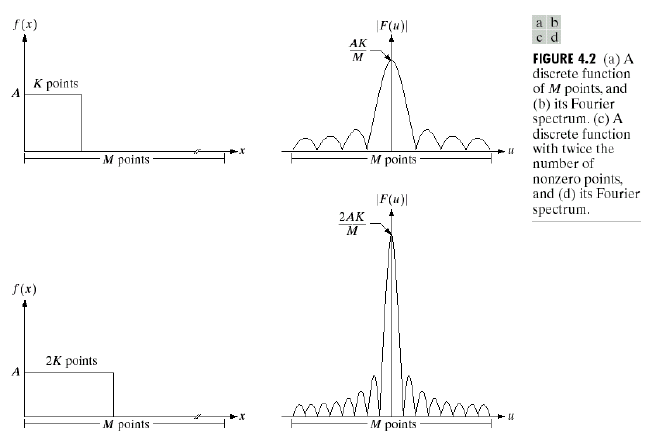 f(x)
A
K points
M points
x
|F(u)|
AK
M
M points
u
a b
c d
FIGURE 4.2 (a) A
discrete function
of M points, and
(b) its Fourier
spectrum. (c) A
discrete function
with twice the
number of
nonzero points,
and (d) its Fourier
spectrum.
f(x)
A
2K points
M points
x
|F(u)|
2AK
M
M points
u